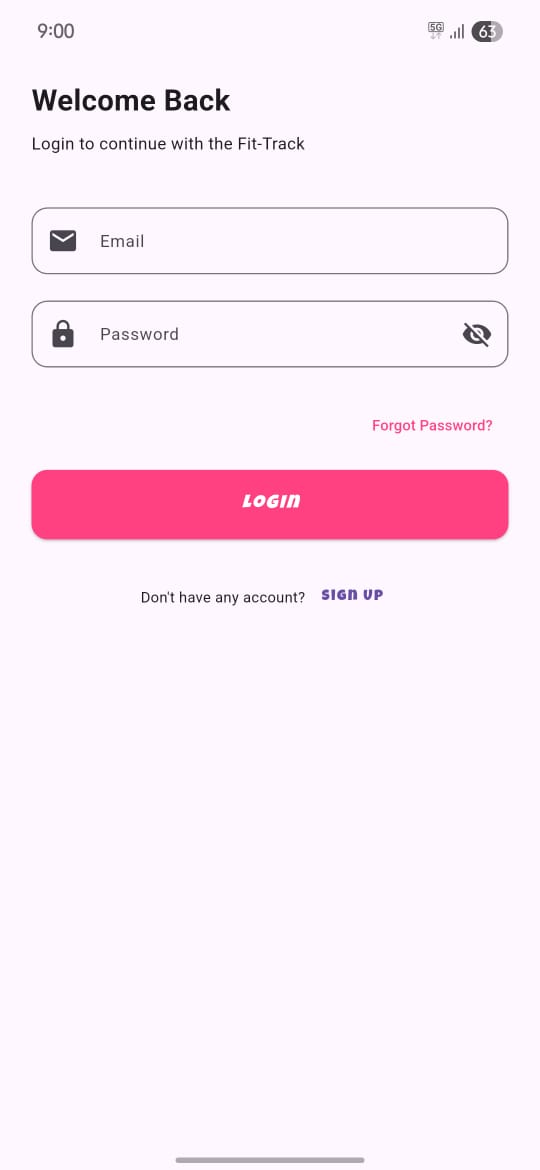 9:00
5G
63
Welcome Back
Login to continue with the Fit-Track
Email
Password
Forgot Password?
LOGIN
Don't have any account? SIGN UP